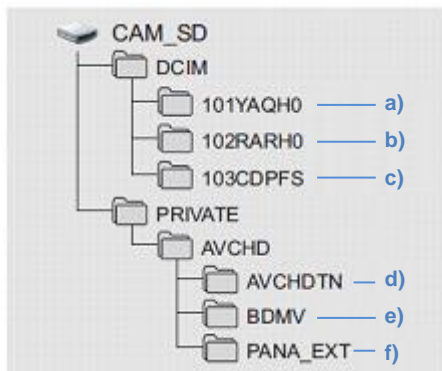 CAM_SD
DCIM
101YAQH0 a)
102RARH0 b)
103CDPFS c)
PRIVATE
AVCHD
AVCHDTN d)
BDMV e)
PANA_EXT f)